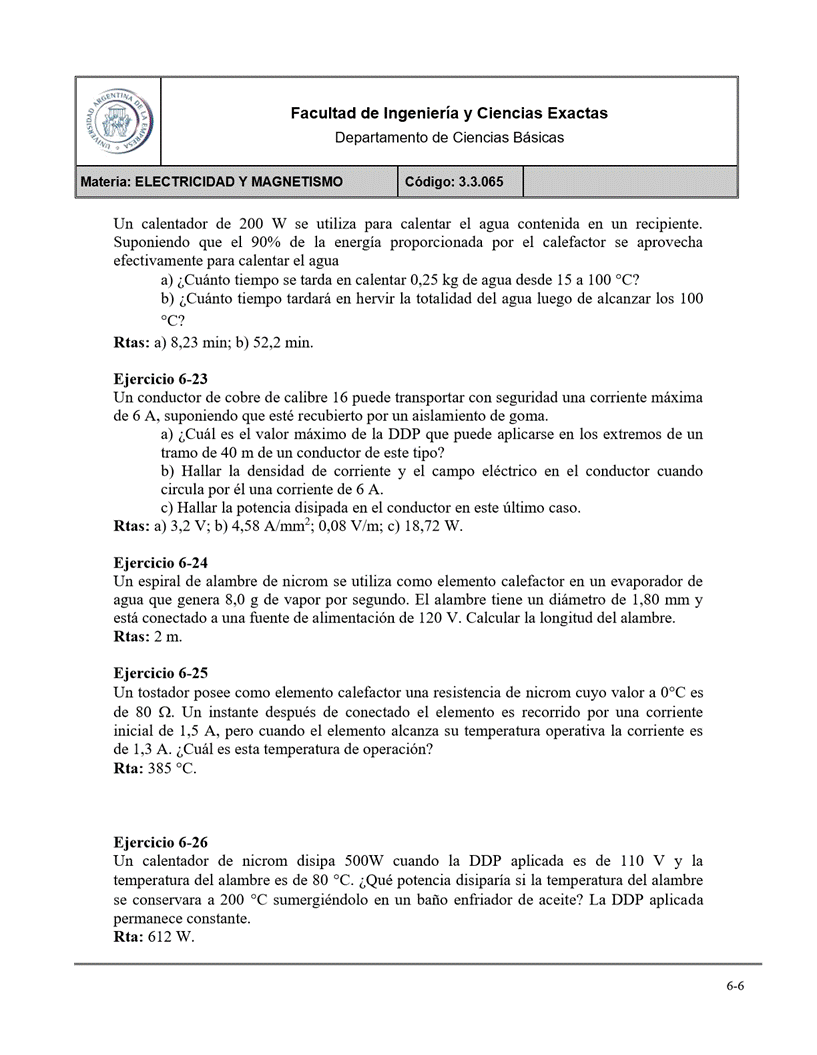 UNIVERSIDAD ARGENTINA DE LA EMPRESA
Facultad de Ingeniería y Ciencias Exactas
Departamento de Ciencias Básicas
Materia: ELECTRICIDAD Y MAGNETISMO
Código: 3.3.065
Un calentador de 200 W se utiliza para calentar el agua contenida en un recipiente.
Suponiendo que el 90% de la energía proporcionada por el calefactor se aprovecha
efectivamente para calentar el agua
a) ¿Cuánto tiempo se tarda en calentar 0,25 kg de agua desde 15 a 100 °C?
b) ¿Cuánto tiempo tardará en hervir la totalidad del agua luego de alcanzar los 100
°C?
Rtas: a) 8,23 min; b) 52,2 min.
Ejercicio 6-23
Un conductor de cobre de calibre 16 puede transportar con seguridad una corriente máxima
de 6 A, suponiendo que esté recubierto por un aislamiento de goma.
a) ¿Cuál es el valor máximo de la DDP que puede aplicarse en los extremos de un
tramo de 40 m de un conductor de este tipo?
b) Hallar la densidad de corriente y el campo eléctrico en el conductor cuando
circula por él una corriente de 6 A.
c) Hallar la potencia disipada en el conductor en este último caso.
Rtas: a) 3,2 V; b) 4,58 A/mm²; 0,08 V/m; c) 18,72 W.
Ejercicio 6-24
Un espiral de alambre de nicrom se utiliza como elemento calefactor en un evaporador de
agua que genera 8,0 g de vapor por segundo. El alambre tiene un diámetro de 1,80 mm y
está conectado a una fuente de alimentación de 120 V. Calcular la longitud del alambre.
Rtas: 2 m.
Ejercicio 6-25
Un tostador posee como elemento calefactor una resistencia de nicrom cuyo valor a 0°C es
de 80 Ω. Un instante después de conectado el elemento es recorrido por una corriente
inicial de 1,5 A, pero cuando el elemento alcanza su temperatura operativa la corriente es
de 1,3 A. ¿Cuál es esta temperatura de operación?
Rta: 385 °C.
Ejercicio 6-26
Un calentador de nicrom disipa 500W cuando la DDP aplicada es de 110 V y la
temperatura del alambre es de 80 °C. ¿Qué potencia disiparía si la temperatura del alambre
se conservara a 200 °C sumergiéndolo en un baño enfriador de aceite? La DDP aplicada
permanece constante.
Rta: 612 W.
6-6